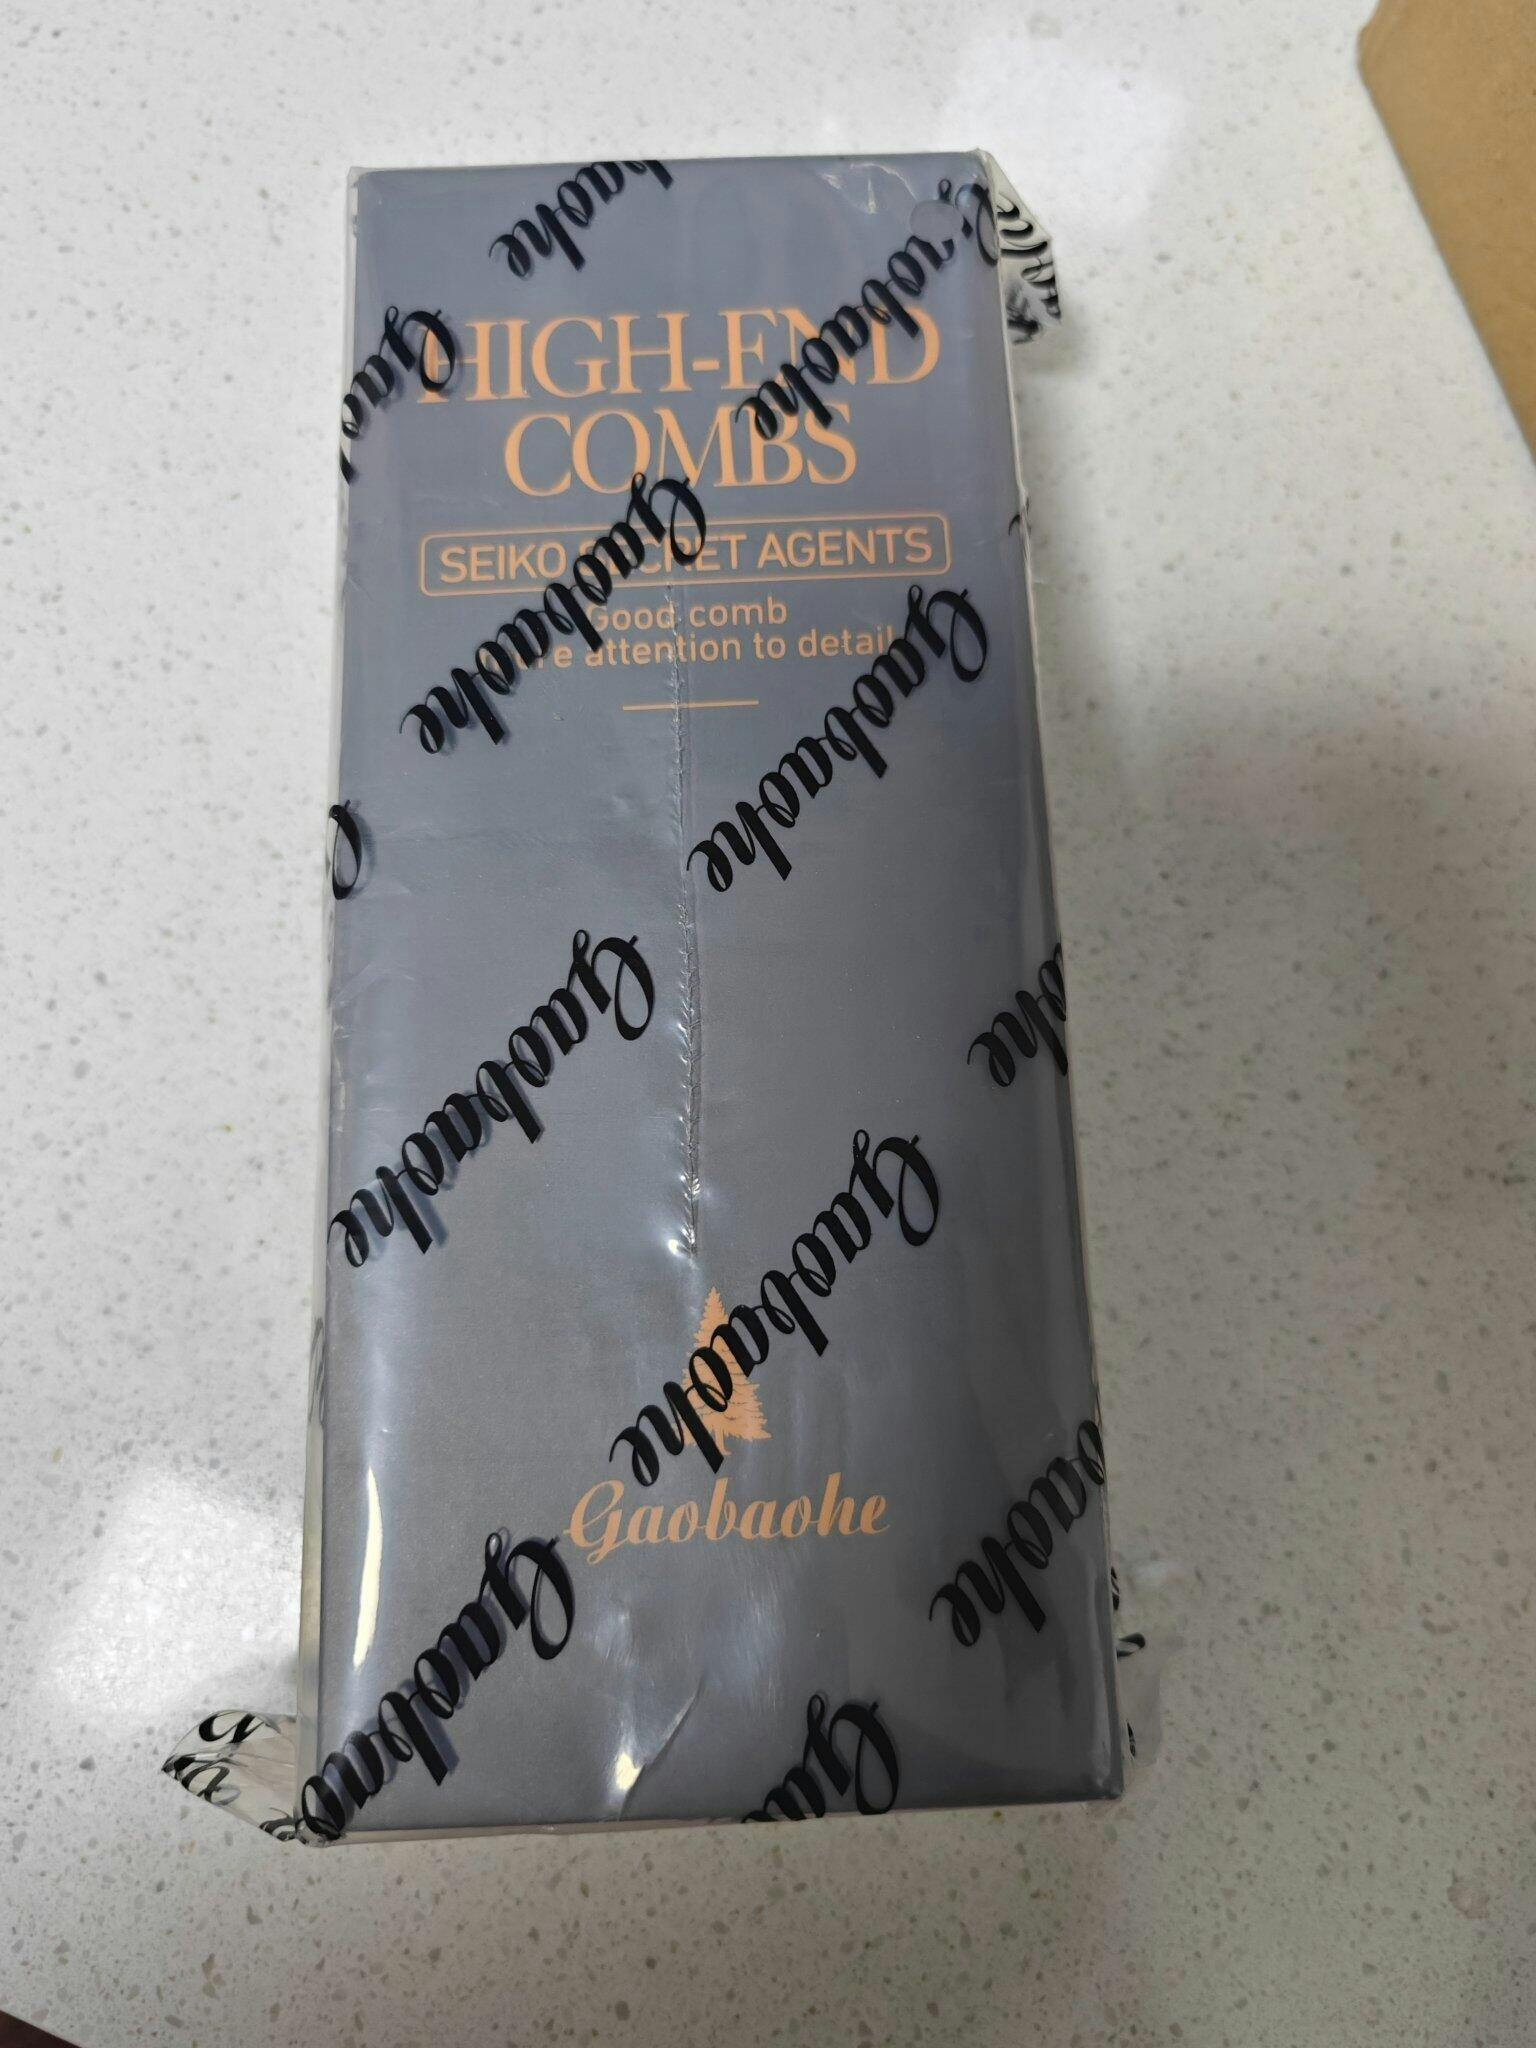 HIGH-END
COMBS
SEIKO SECRET AGENTS
Good comb
attention to detail
Gaobaohe
Gaobaohe
Gaobaohe
Gaobaohe
Gaobaohe
Gaobaohe
Gaobaohe